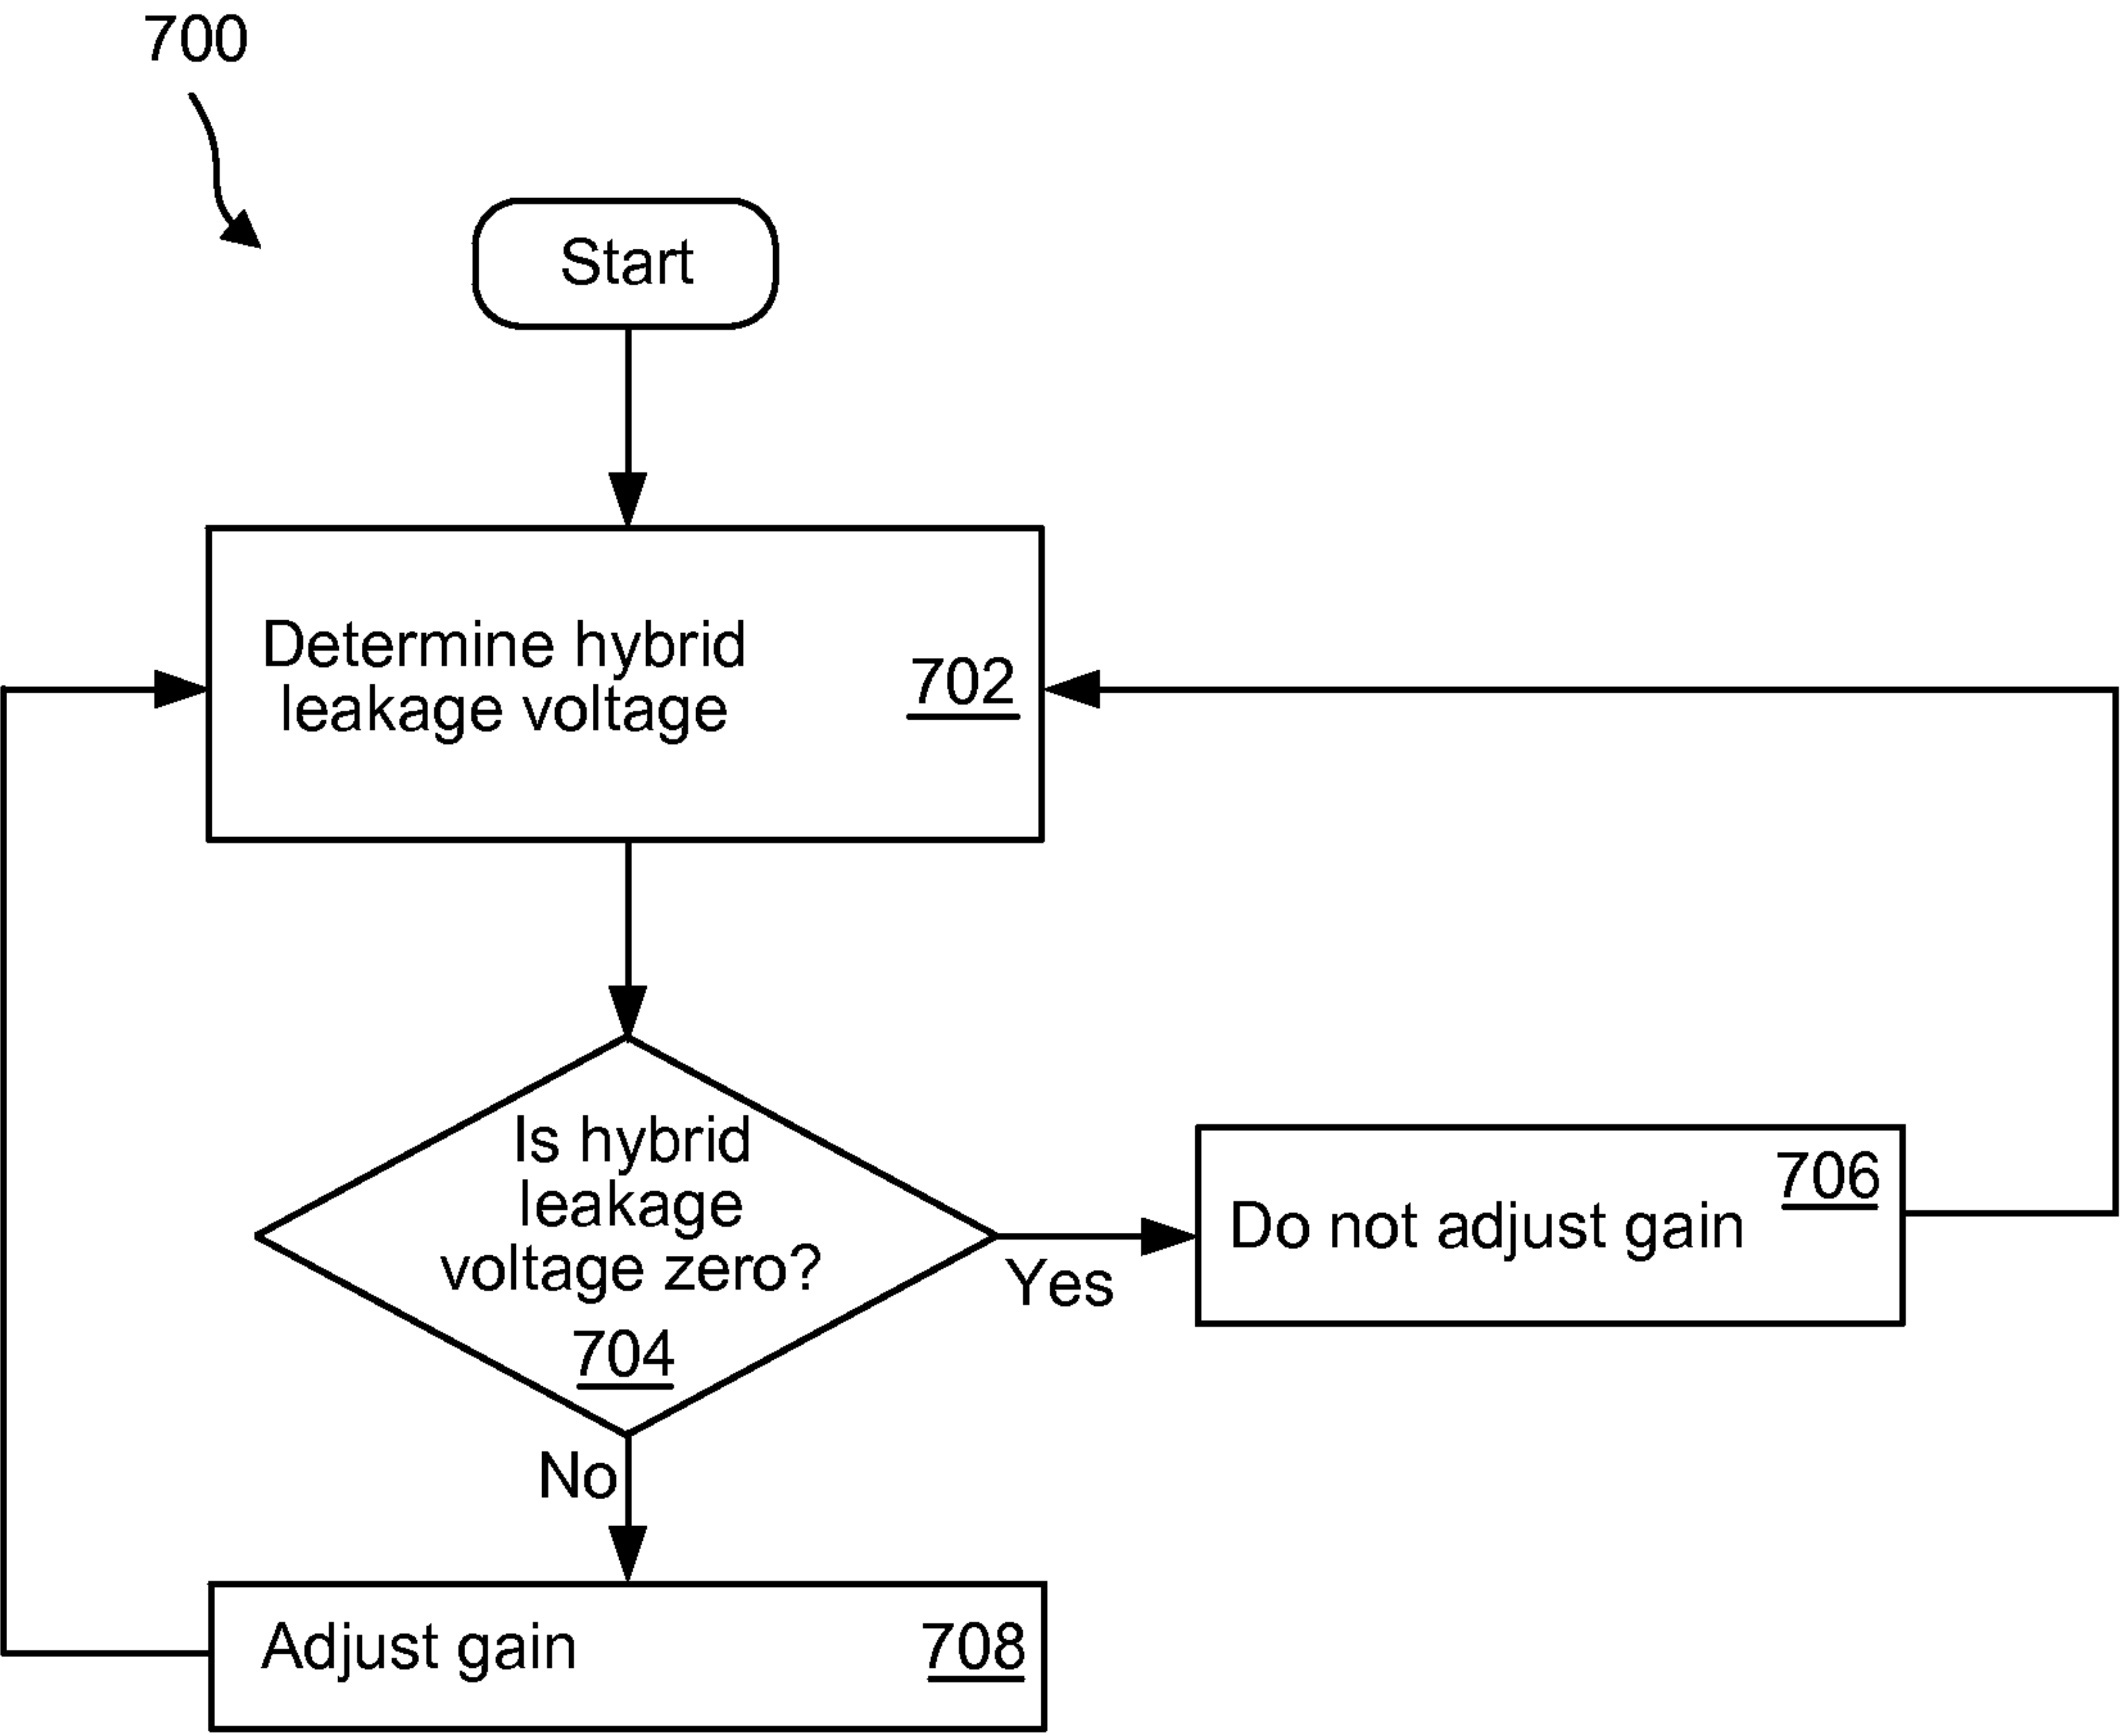 700
Start
Determine hybrid
leakage voltage
702
Is hybrid
leakage
voltage zero?
704
Yes
706
Do not adjust gain
No
Adjust gain
708